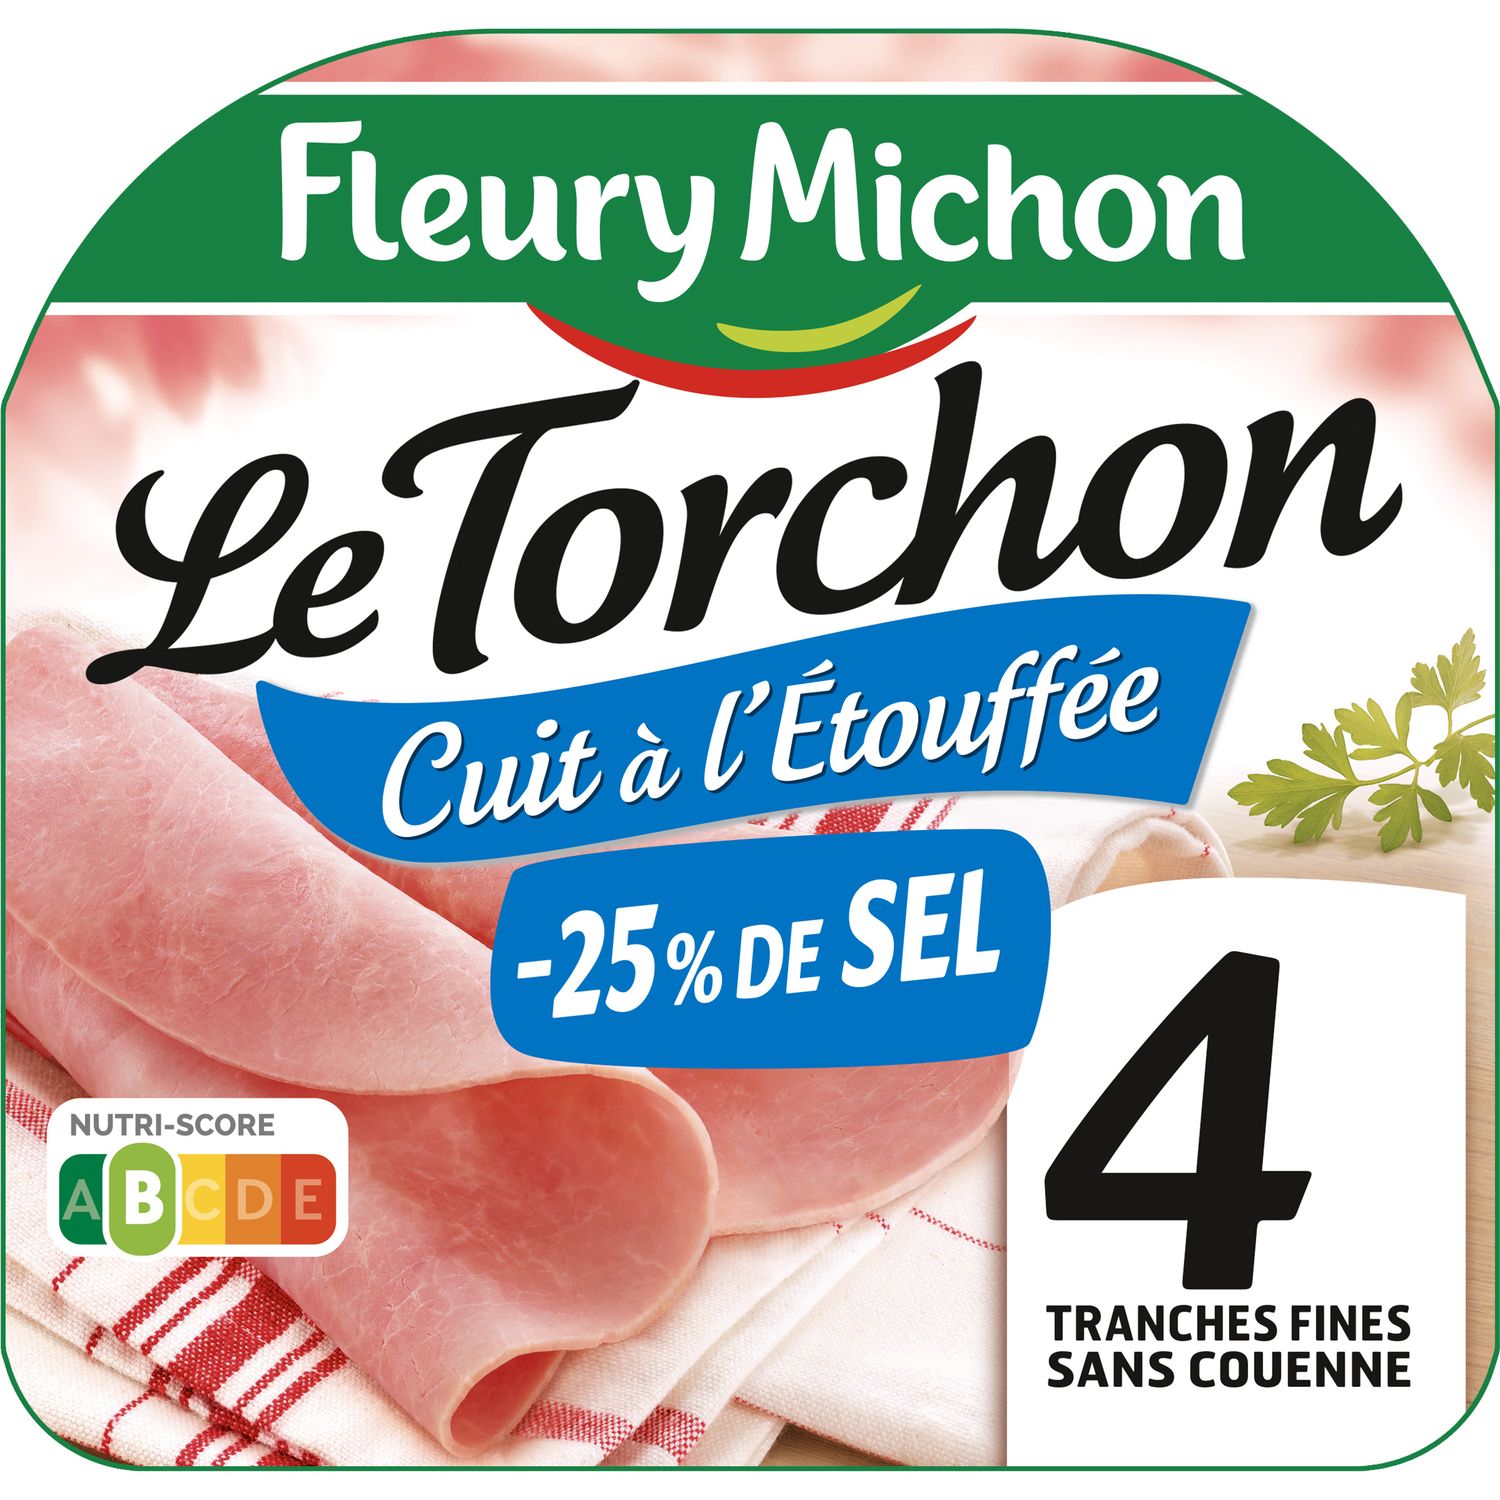 Fleury Michon
Le Torchon
Cuit à l'Étouffée
-25% DE SEL
NUTRI-SCORE
A B C D E
4
TRANCHES FINES
SANS COUENNE